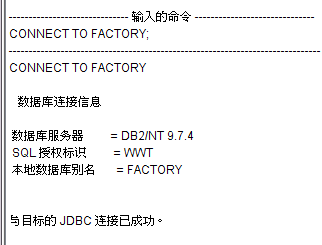 ------------------------------ 输入的命令 ------------------------------
CONNECT TO FACTORY;
------------------------------------------------------------------------------
CONNECT TO FACTORY
数据库连接信息
数据库服务器 = DB2/NT 9.7.4
SQL 授权标识 = WWT
本地数据库别名 = FACTORY
与目标的 JDBC 连接已成功。